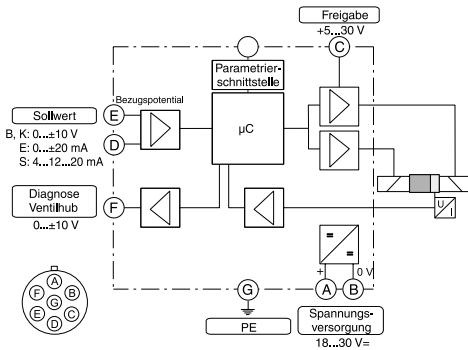 Freigabe
+5...30 V
C
Parametrier-
schnittstelle
Sollwert
E
Bezugspotential
B, K: 0...±10 V
E: 0...±20 mA
S: 4...12...20 mA
D
µC
Diagnose
Ventilhub
F
0...±10 V
U
I
=
=
+
0 V
G
A
B
PE
Spannungs-
versorgung
18...30 V=
A
F
B
G
E
C
D